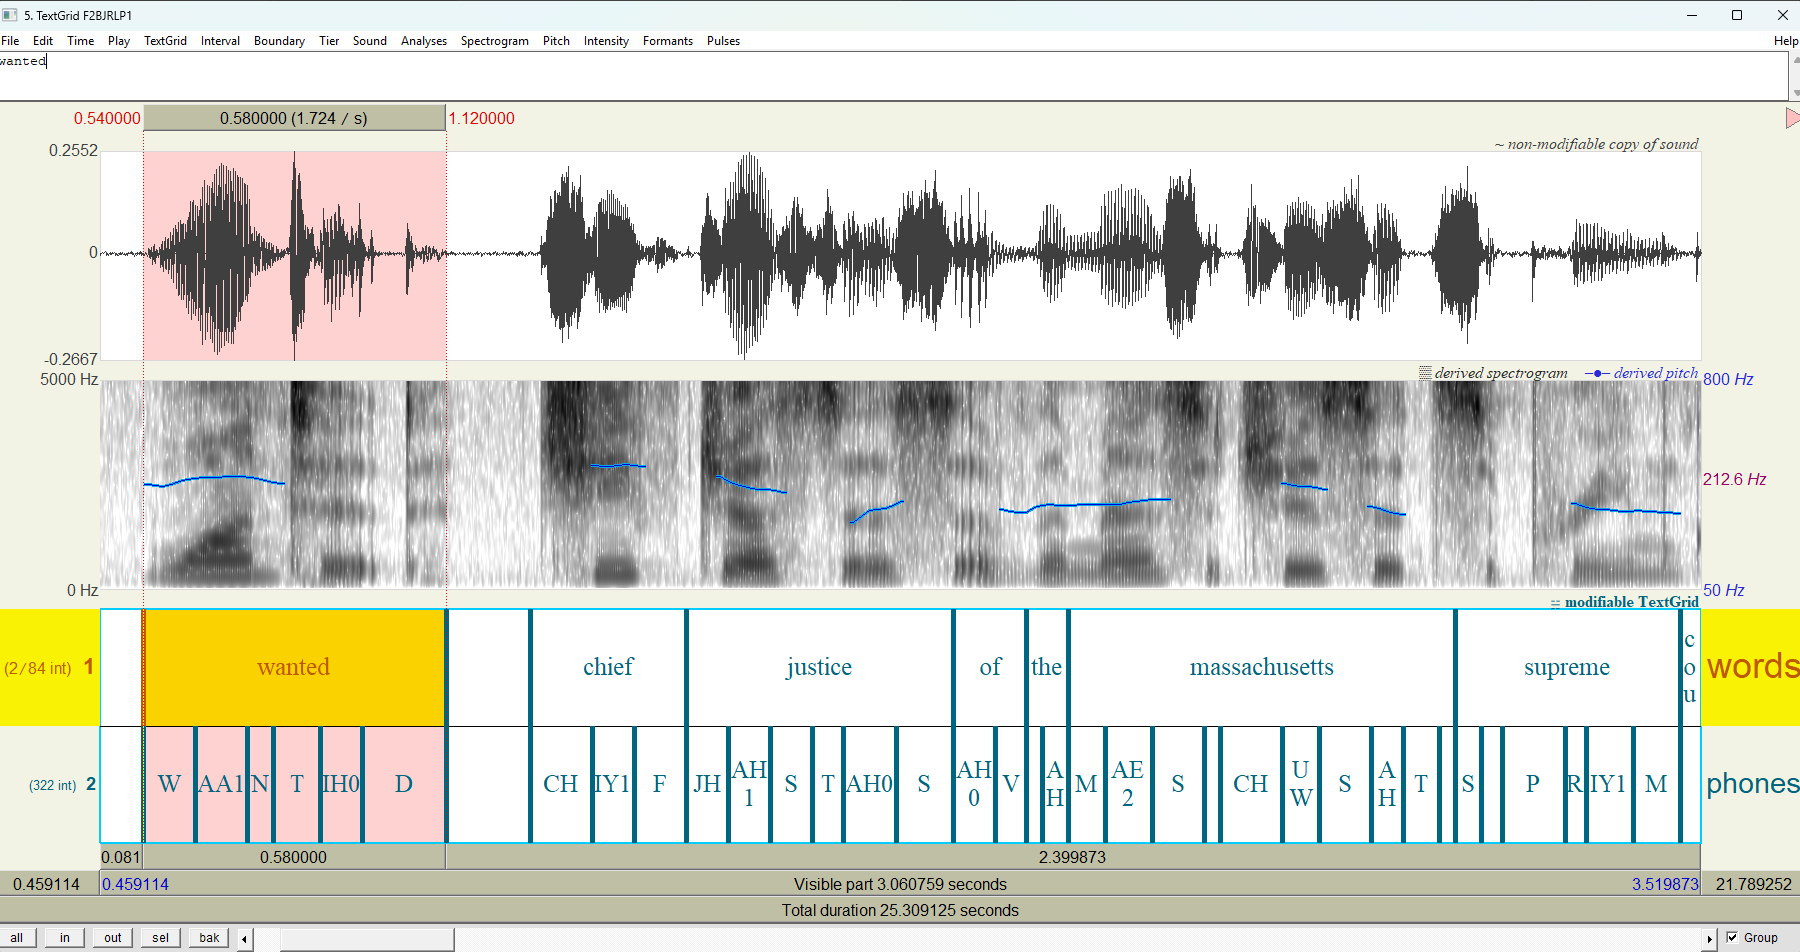 5. TextGrid F2BJRLP1
File Edit Time Play TextGrid Interval Boundary Tier Sound Analyses Spectrogram Pitch Intensity Formants Pulses Help
wanted
0.540000 0.580000 (1.724 / s) 1.120000
~ non-modifiable copy of sound
0.2552
0
-0.2667
5000 Hz
derived spectrogram derived pitch
800 Hz
212.6 Hz
0 Hz
50 Hz
modifiable TextGrid
(2/84 int) 1 wanted chief justice of the massachusetts supreme cou words
(322 int) 2 W AA1 N T IH0 D CH IY1 F JH AH1 S T AH0 S AH0 V AH M AE2 S CH UW S AH T S P R IY1 M phones
0.081 0.580000 2.399873
0.459114 0.459114 Visible part 3.060759 seconds 3.519873 21.789252
Total duration 25.309125 seconds
all in out sel bak Group